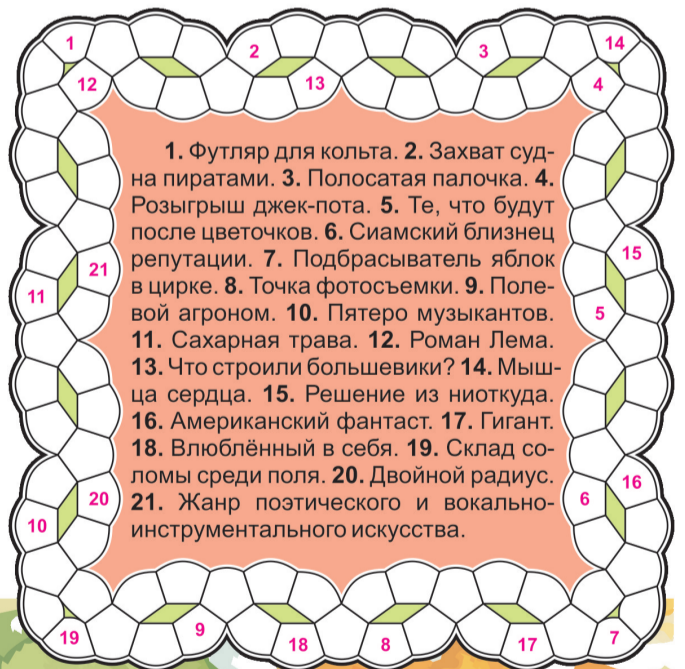 1 2 3 14
12 13 4
1. Футляр для кольта. 2. Захват суд-
на пиратами. 3. Полосатая палочка. 4.
Розыгрыш джек-пота. 5. Те, что будут
после цветочков. 6. Сиамский близнец
репутации. 7. Подбрасыватель яблок
в цирке. 8. Точка фотосъемки. 9. Поле-
вой агроном. 10. Пятеро музыкантов.
11. Сахарная трава. 12. Роман Лема.
13. Что строили большевики? 14. Мыш-
ца сердца. 15. Решение из ниоткуда.
16. Американский фантаст. 17. Гигант.
18. Влюблённый в себя. 19. Склад со-
ломы среди поля. 20. Двойной радиус.
21. Жанр поэтического и вокально-
инструментального искусства.
15
21
11
5
16
20 6
10
9
19 18 8 17 7